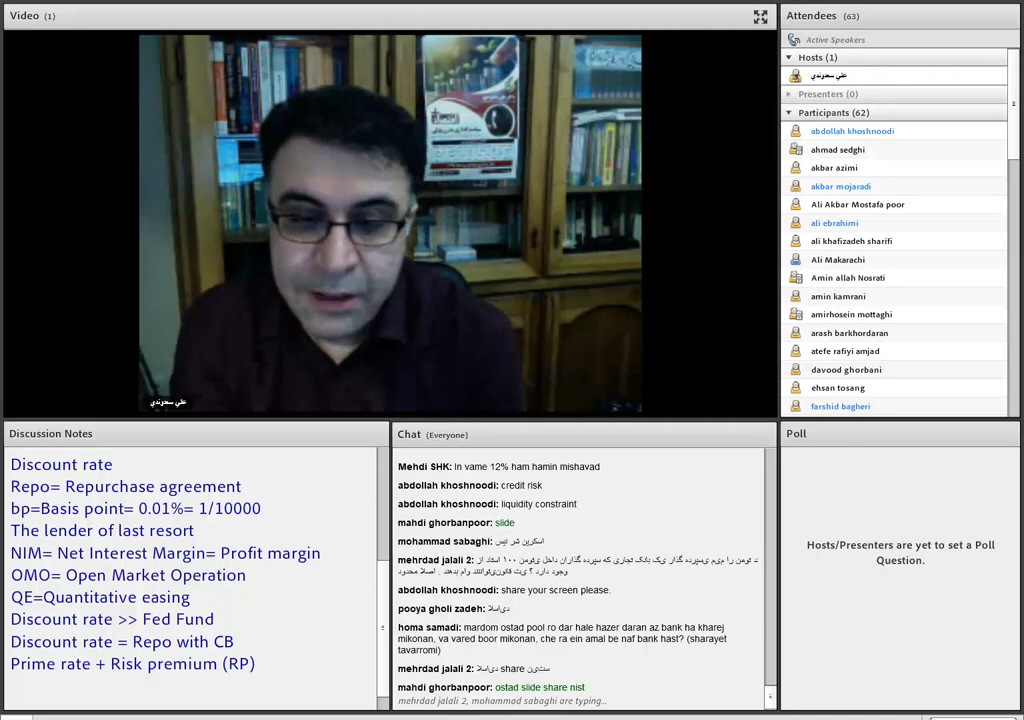 Video (1)
علي سعدوندي
Attendees (63)
Active Speakers
Hosts (1)
علي سعدوندي
Presenters (0)
Participants (62)
abdollah khoshnoodi
ahmad sedghi
akbar azimi
akbar mojaradi
Ali Akbar Mostafa poor
ali ebrahimi
ali khafizadeh sharifi
Ali Makarachi
Amin allah Nosrati
amin kamrani
amirhosein mottaghi
arash barkhordaran
atefe rafiyi amjad
davood ghorbani
ehsan tosang
farshid bagheri
Discussion Notes
Discount rate
Repo= Repurchase agreement
bp=Basis point= 0.01%= 1/10000
The lender of last resort
NIM= Net Interest Margin= Profit margin
OMO= Open Market Operation
QE=Quantitative easing
Discount rate >> Fed Fund
Discount rate = Repo with CB
Prime rate + Risk premium (RP)
Chat (Everyone)
Mehdi SHK: In vame 12% ham hamin mishavad
abdollah khoshnoodi: credit risk
abdollah khoshnoodi: liquidity constraint
mahdi ghorbanpoor: slide
mohammad sabaghi:
mehrdad jalali 2:
abdollah khoshnoodi: share your screen please.
pooya gholi zadeh:
homa samadi: mardom ostad pool ro dar hale hazer daran az bank ha kharej
mikonan, va vared boor mikonan, che ra ein amal be naf bank hast? (sharayet
tavarromi)
mehrdad jalali 2: share
mahdi ghorbanpoor: ostad slide share nist
mehrdad jalali 2, mohammad sabaghi are typing...
Poll
Hosts/Presenters are yet to set a Poll
Question.